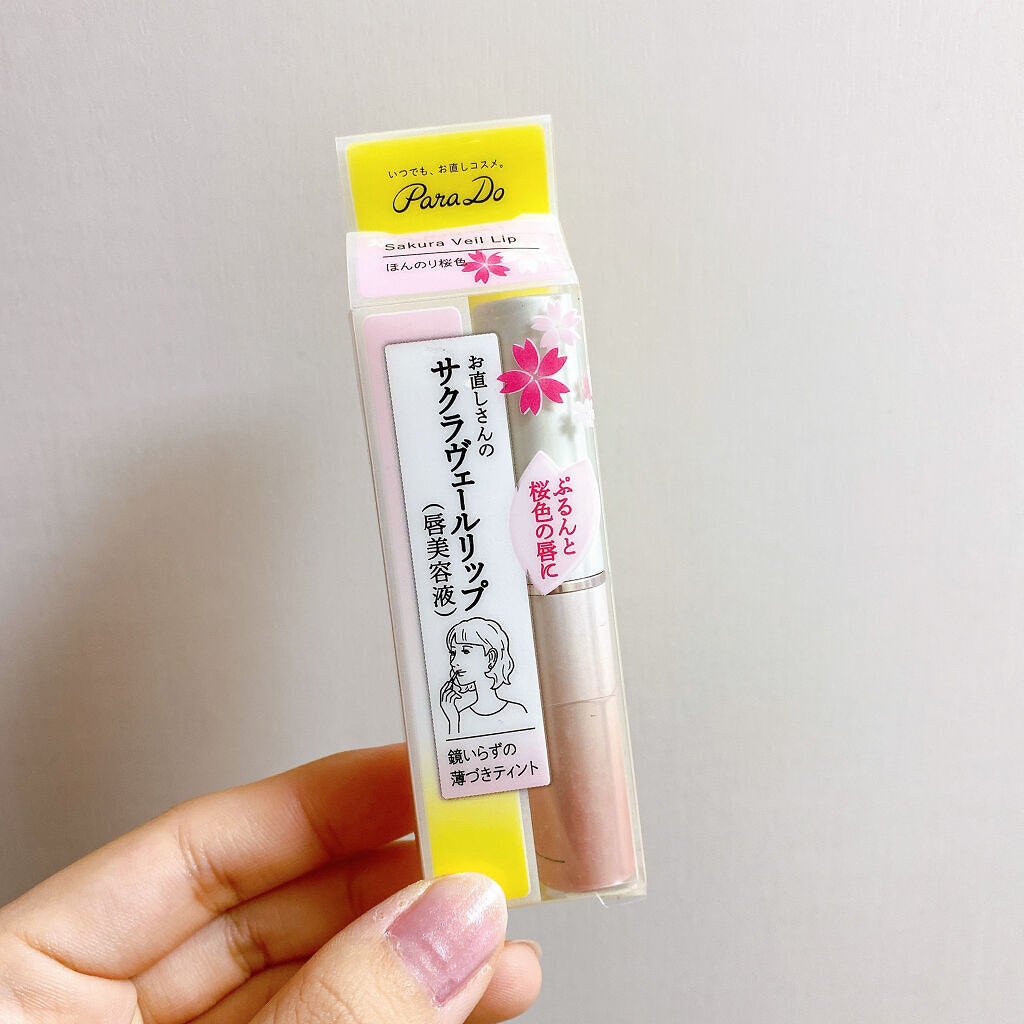 いつでも、お直しコスメ。
Para Do
Sakura Veil Lip
ほんのり桜色
お直しさんの
サクラヴェールリップ
(唇美容液)
ぷるんと
桜色の唇に
鏡いらずの
薄づきティント